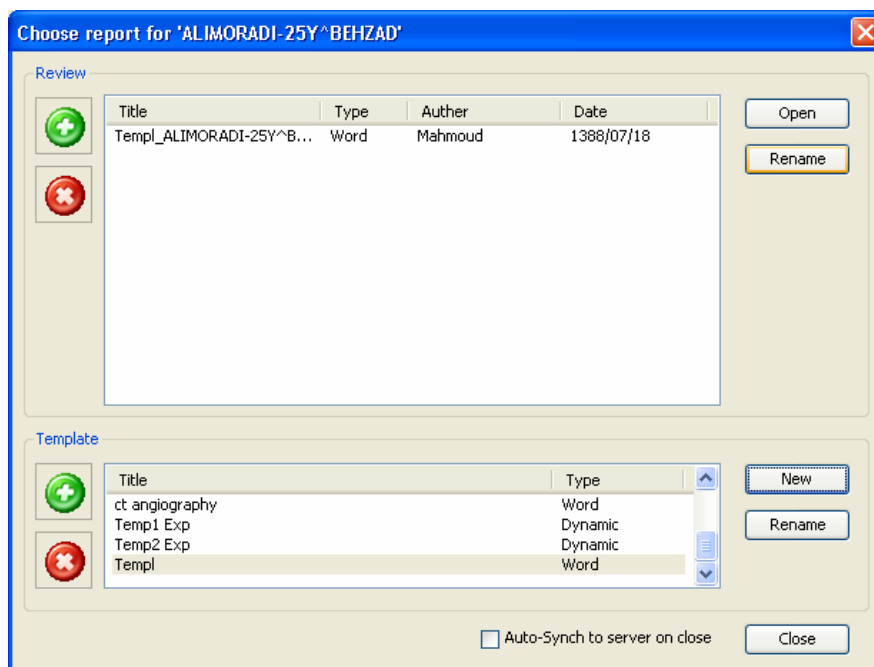 Choose report for 'ALIMORADI-25Y^BEHZAD'
Review
Title Type Auther Date
Templ_ALIMORADI-25Y^B... Word Mahmoud 1388/07/18
Open
Rename
Template
Title Type
ct angiography Word
Temp1 Exp Dynamic
Temp2 Exp Dynamic
Templ Word
New
Rename
Auto-Synch to server on close
Close